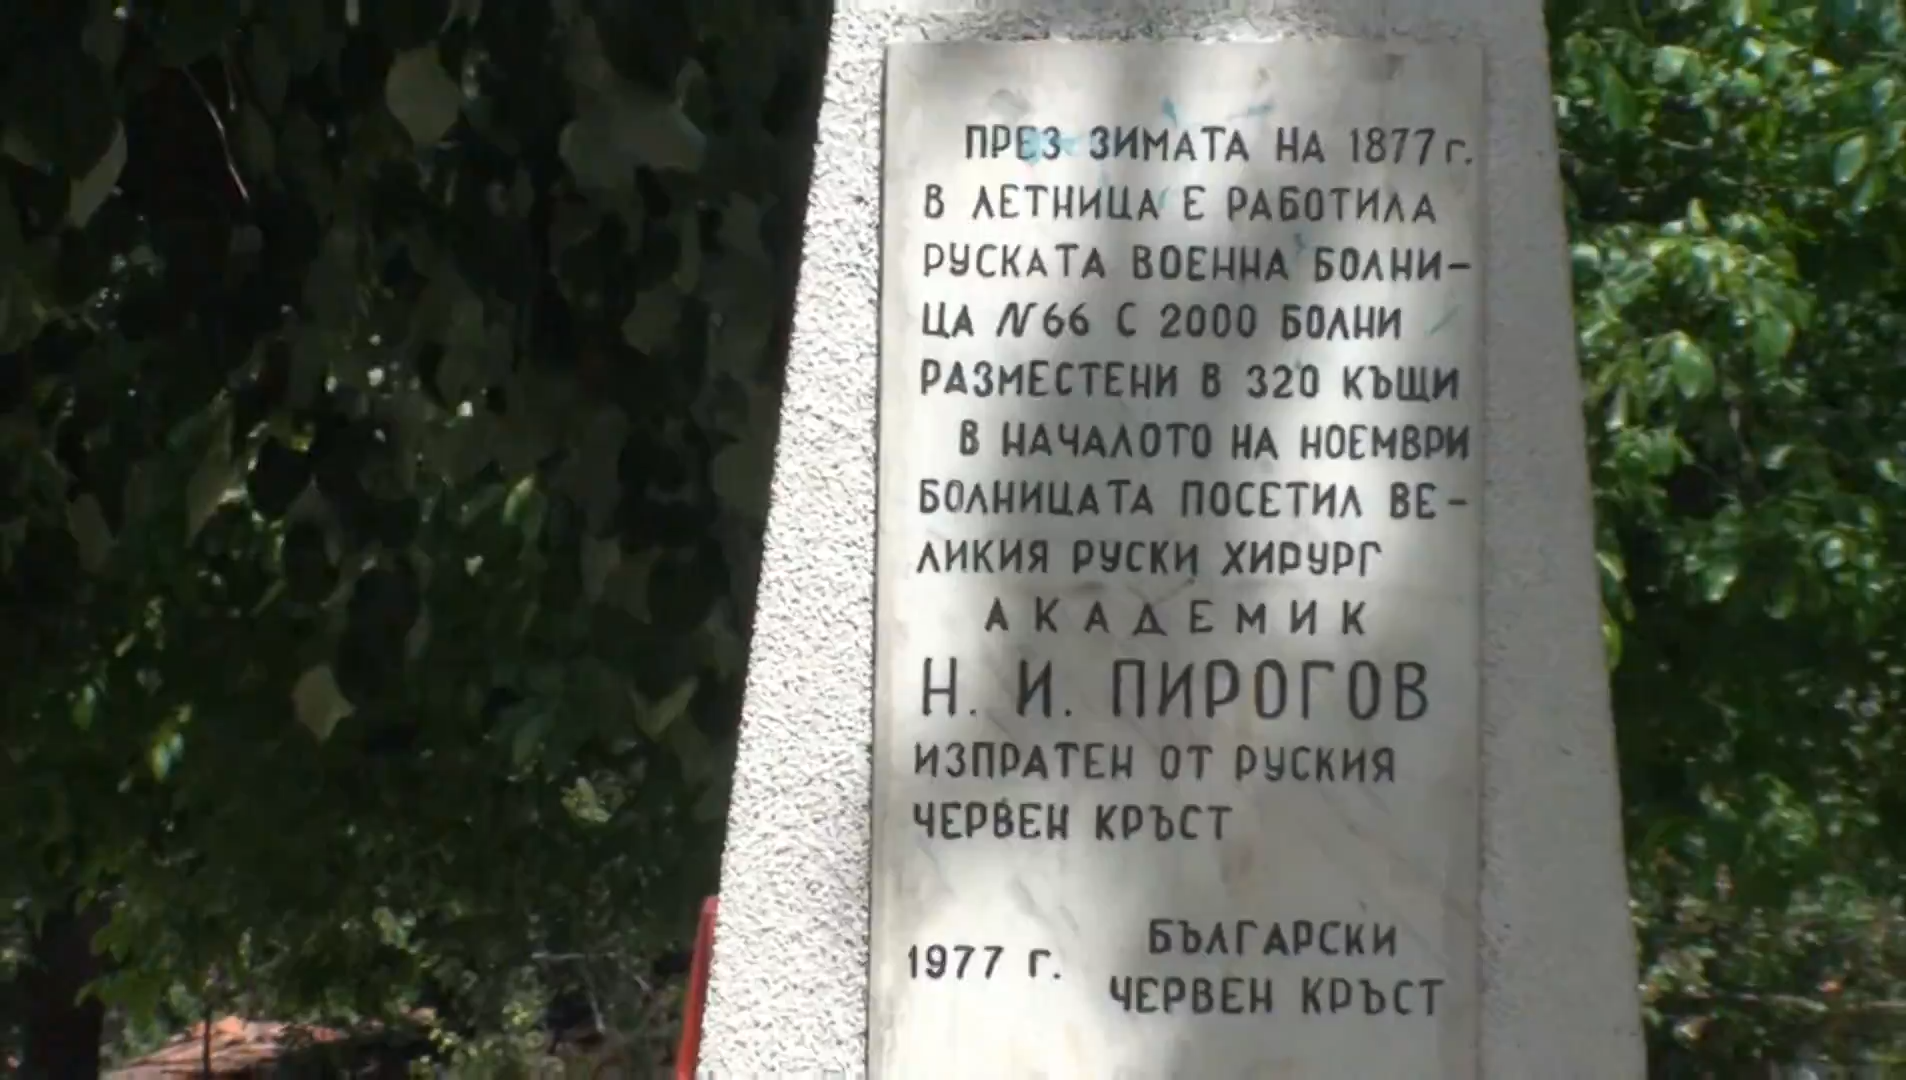 ПРЕЗ ЗИМАТА НА 1877 г.
В ЛЕТНИЦА Е РАБОТИЛА
РУСКАТА ВОЕННА БОЛНИ-
ЦА N66 С 2000 БОЛНИ
РАЗМЕСТЕНИ В 320 КЪЩИ
В НАЧАЛОТО НА НОЕМВРИ
БОЛНИЦАТА ПОСЕТИЛ ВЕ-
ЛИКИЯ РУСКИ ХИРУРГ
АКАДЕМИК
Н. И. ПИРОГОВ
ИЗПРАТЕН ОТ РУСКИЯ
ЧЕРВЕН КРЪСТ
1977 г. БЪЛГАРСКИ
ЧЕРВЕН КРЪСТ